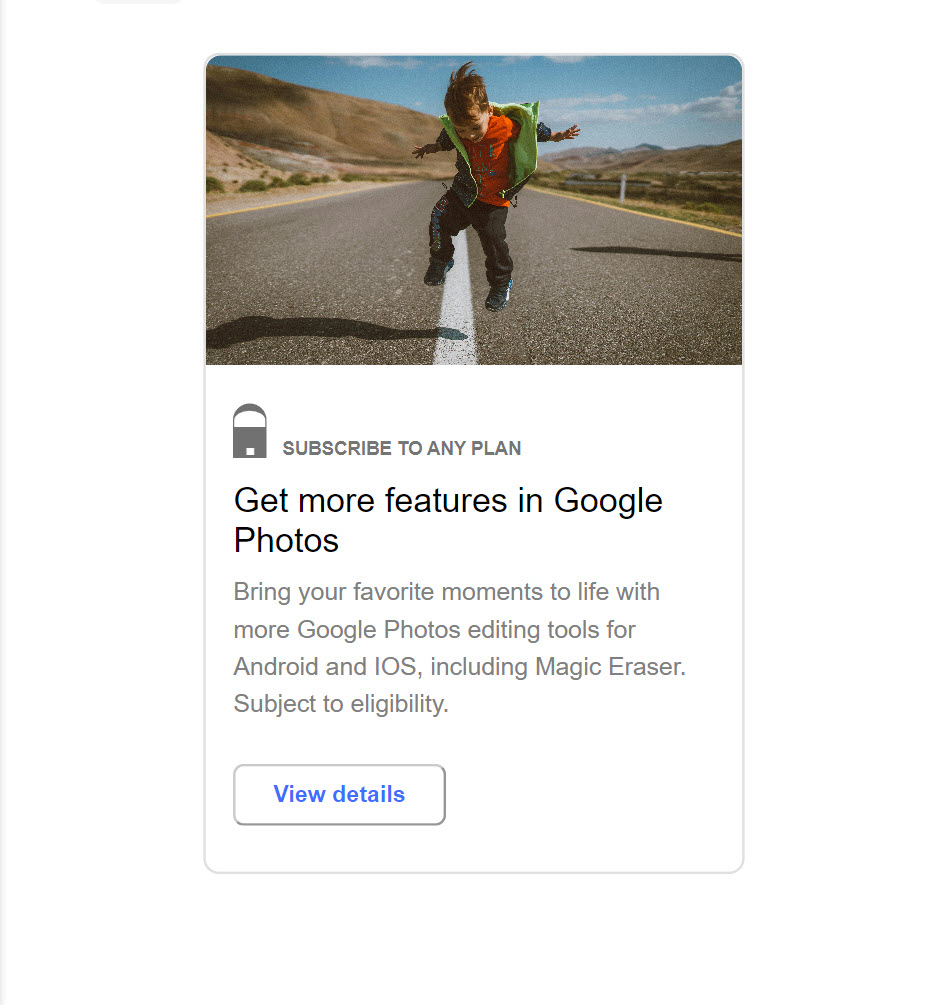 SUBSCRIBE TO ANY PLAN
Get more features in Google
Photos
Bring your favorite moments to life with
more Google Photos editing tools for
Android and IOS, including Magic Eraser.
Subject to eligibility.
View details